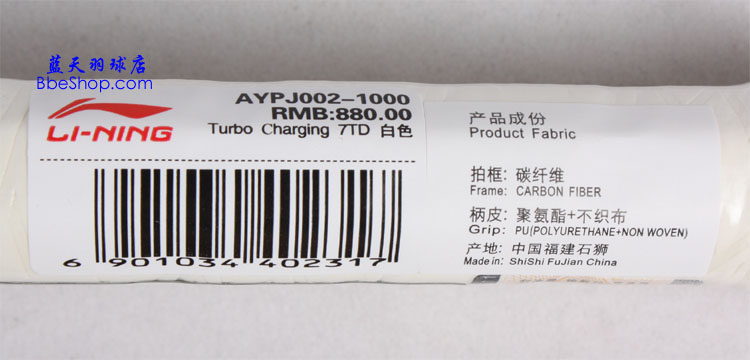 蓝天羽球店
BbeShop.com
LI-NING
AYPJ002-1000
RMB:880.00
Turbo Charging 7TD 白色
6 901034 402317
产品成份
Product Fabric
拍框: 碳纤维
Frame: CARBON FIBER
柄皮: 聚氨酯+不织布
Grip: PU(POLYURETHANE+NON WOVEN)
产地: 中国福建石狮
Made in: ShiShi FuJian China